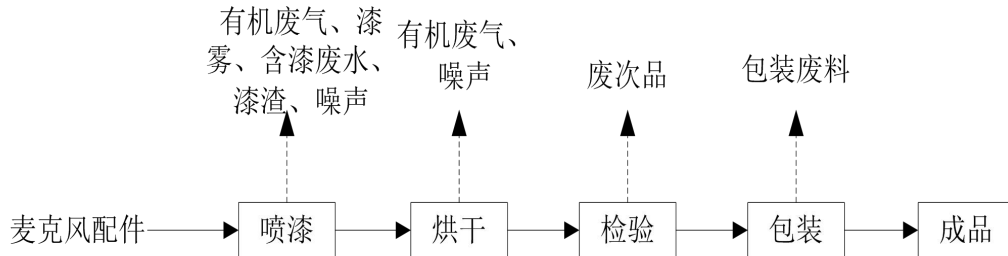 有机废气、漆
雾、含漆废水、
漆渣、噪声
有机废气、
噪声
废次品
包装废料
麦克风配件
喷漆
烘干
检验
包装
成品